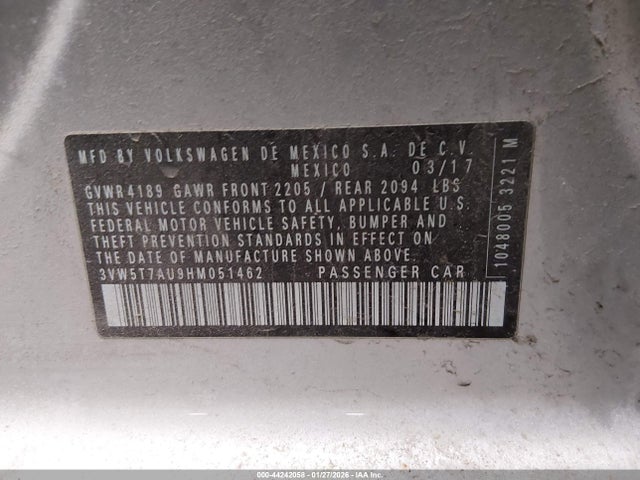 MFD BY VOLKSWAGEN DE MEXICO S.A. DE C.V.
MEXICO 03/17
GVWR 4189 GAWR FRONT 2205 / REAR 2094 LBS
THIS VEHICLE CONFORMS TO ALL APPLICABLE U.S.
FEDERAL MOTOR VEHICLE SAFETY, BUMPER AND
THEFT PREVENTION STANDARDS IN EFFECT ON
THE DATE OF MANUFACTURE SHOWN ABOVE.
3VW5T7AU9HM051462 PASSENGER CAR
1048005 3221 M
000-44242058 | 01/27/2026 | IAA Inc.